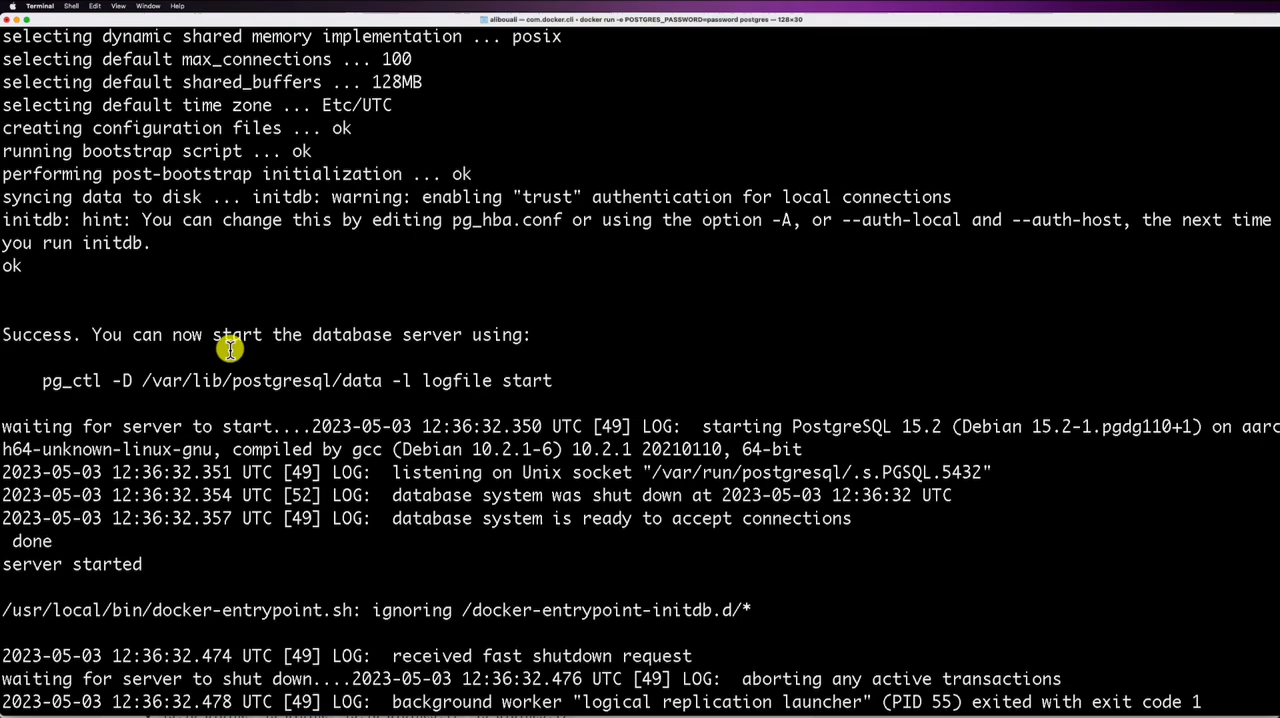 Terminal Shell Edit View Window Help
alibouali — com.docker.cli • docker run -e POSTGRES_PASSWORD=password postgres — 128×30
selecting dynamic shared memory implementation ... posix
selecting default max_connections ... 100
selecting default shared_buffers ... 128MB
selecting default time zone ... Etc/UTC
creating configuration files ... ok
running bootstrap script ... ok
performing post-bootstrap initialization ... ok
syncing data to disk ... initdb: warning: enabling "trust" authentication for local connections
initdb: hint: You can change this by editing pg_hba.conf or using the option -A, or --auth-local and --auth-host, the next time
you run initdb.
ok
Success. You can now start the database server using:
pg_ctl -D /var/lib/postgresql/data -l logfile start
waiting for server to start....2023-05-03 12:36:32.350 UTC [49] LOG:  starting PostgreSQL 15.2 (Debian 15.2-1.pgdg110+1) on aarc
h64-unknown-linux-gnu, compiled by gcc (Debian 10.2.1-6) 10.2.1 20210110, 64-bit
2023-05-03 12:36:32.351 UTC [49] LOG:  listening on Unix socket "/var/run/postgresql/.s.PGSQL.5432"
2023-05-03 12:36:32.354 UTC [52] LOG:  database system was shut down at 2023-05-03 12:36:32 UTC
2023-05-03 12:36:32.357 UTC [49] LOG:  database system is ready to accept connections
done
server started
/usr/local/bin/docker-entrypoint.sh: ignoring /docker-entrypoint-initdb.d/*
2023-05-03 12:36:32.474 UTC [49] LOG:  received fast shutdown request
waiting for server to shut down....2023-05-03 12:36:32.476 UTC [49] LOG:  aborting any active transactions
2023-05-03 12:36:32.478 UTC [49] LOG:  background worker "logical replication launcher" (PID 55) exited with exit code 1